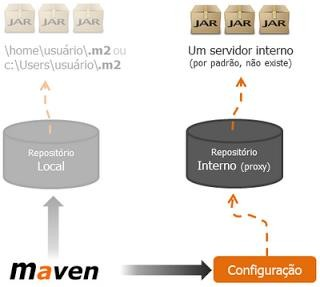 JAR JAR JAR
\home\usuário\.m2 ou
c:\Users\usuário\.m2
Repositório
Local
JAR JAR JAR
Um servidor interno
(por padrão, não existe)
Repositório
Interno (proxy)
maven
Configuração